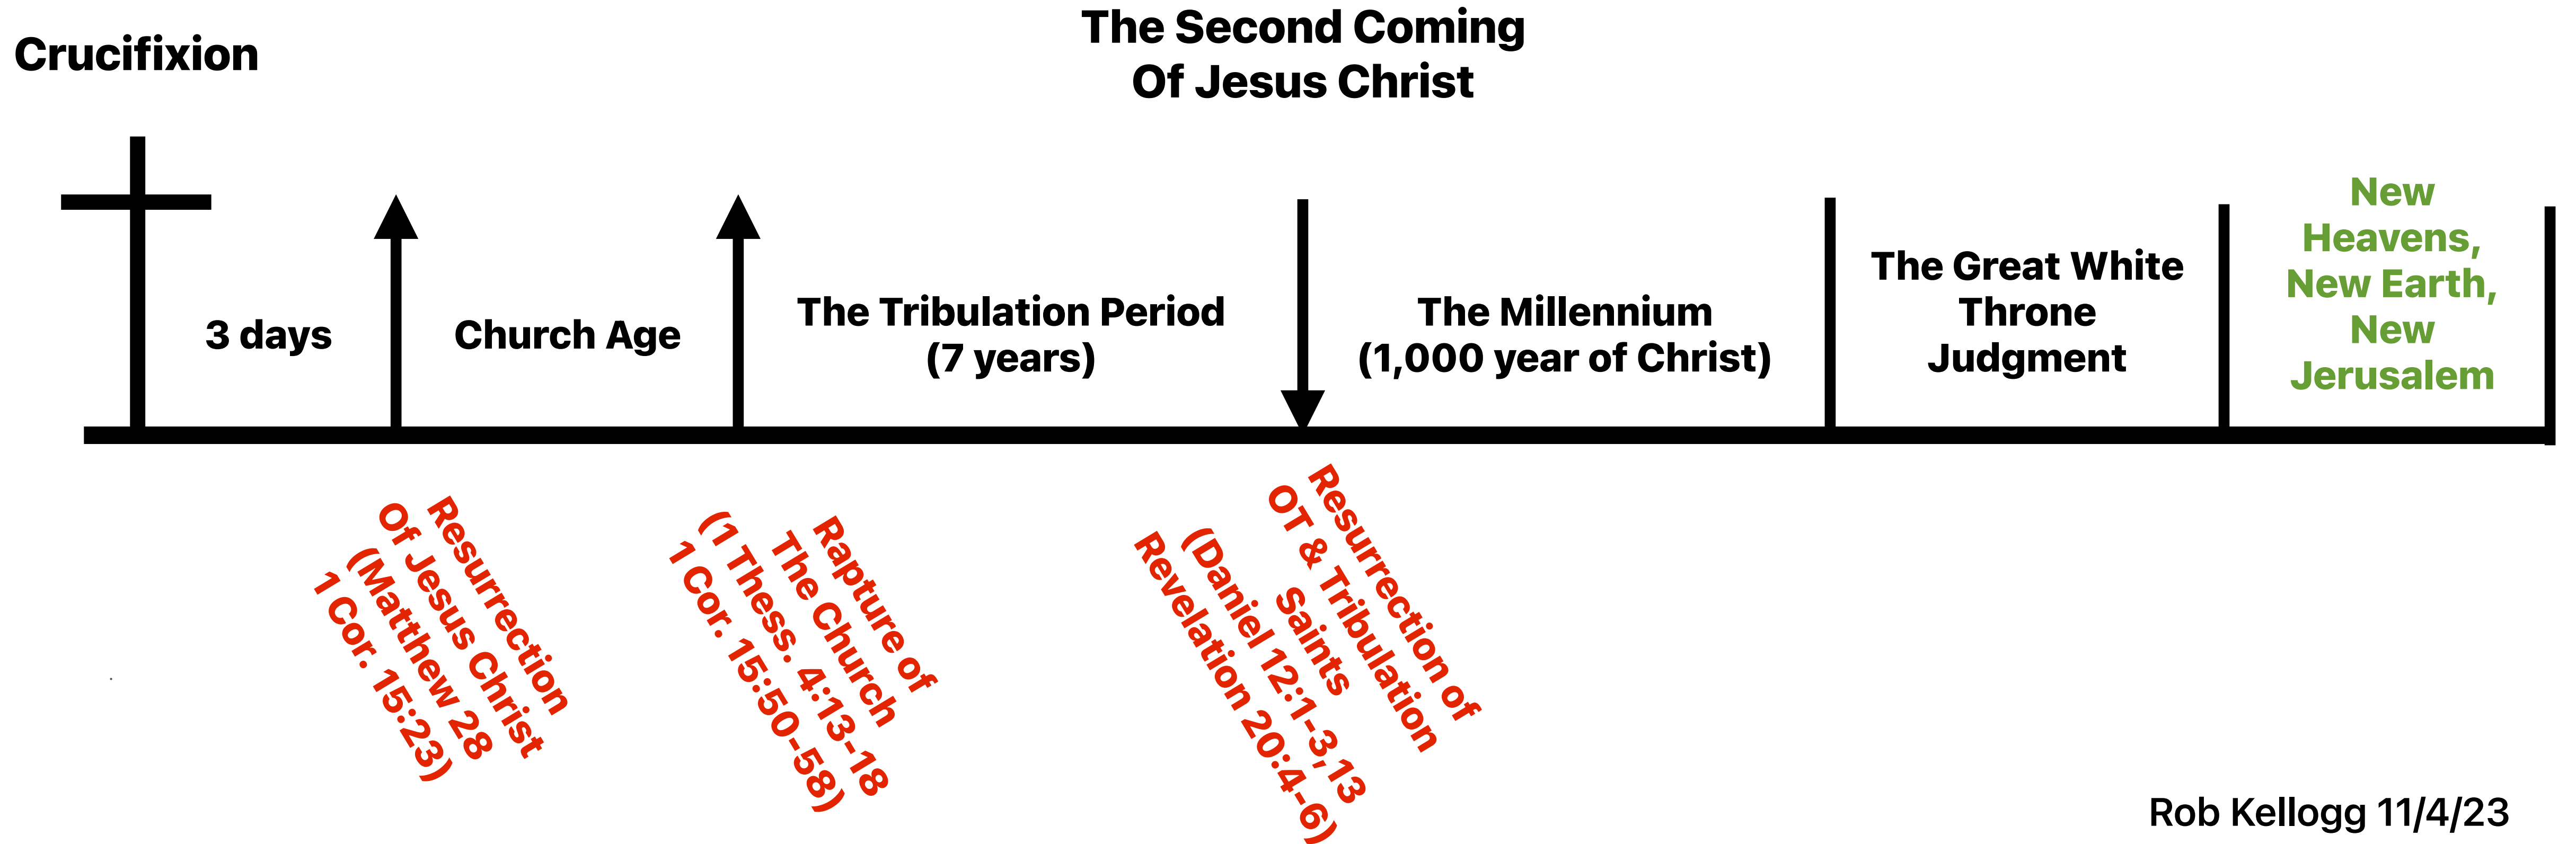 Crucifixion
The Second Coming
Of Jesus Christ
3 days
Church Age
The Tribulation Period
(7 years)
The Millennium
(1,000 year of Christ)
The Great White
Throne
Judgment
New
Heavens,
New Earth,
New
Jerusalem
Resurrection
Of Jesus Christ
(Matthew 28
1 Cor. 15:23)
Rapture of
The Church
(1 Thess. 4:13-18
1 Cor. 15:50-58)
Resurrection of
OT & Tribulation
Saints
(Daniel 12:1-3,13
Revelation 20:4-6)
Rob Kellogg 11/4/23